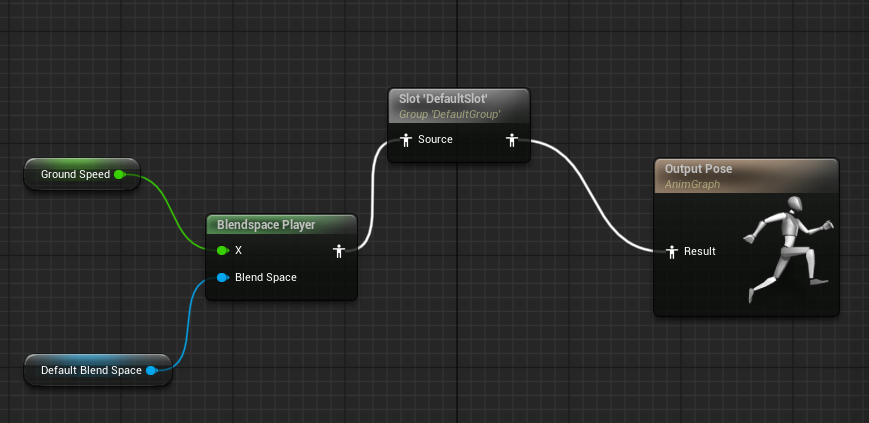 Ground Speed
Default Blend Space
Blendspace Player
X
Blend Space
Slot 'DefaultSlot'
Group 'DefaultGroup'
Source
Output Pose
AnimGraph
Result